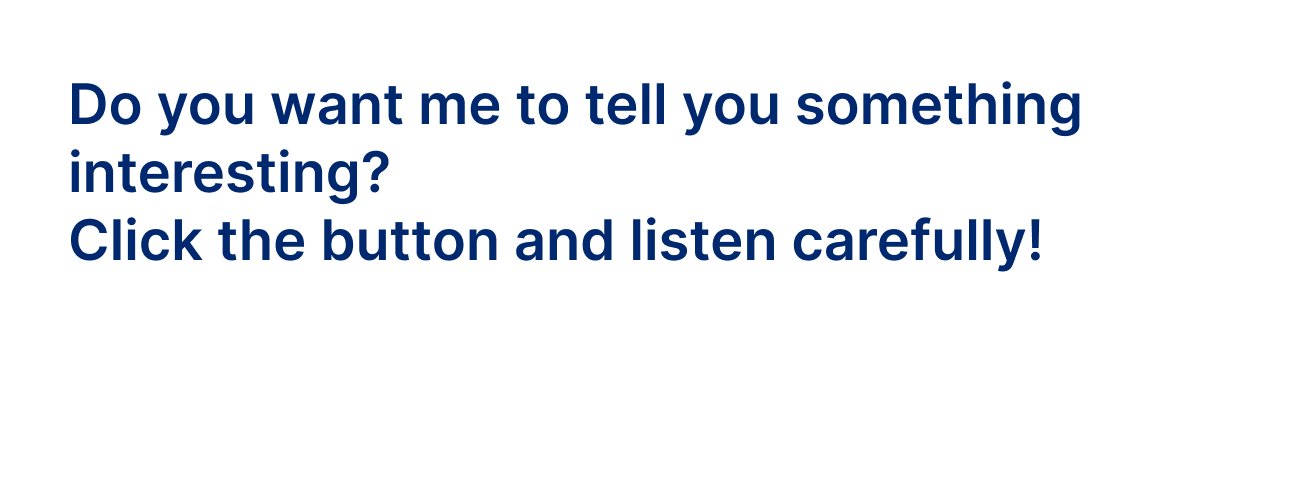 Do you want me to tell you something
interesting?
Click the button and listen carefully!